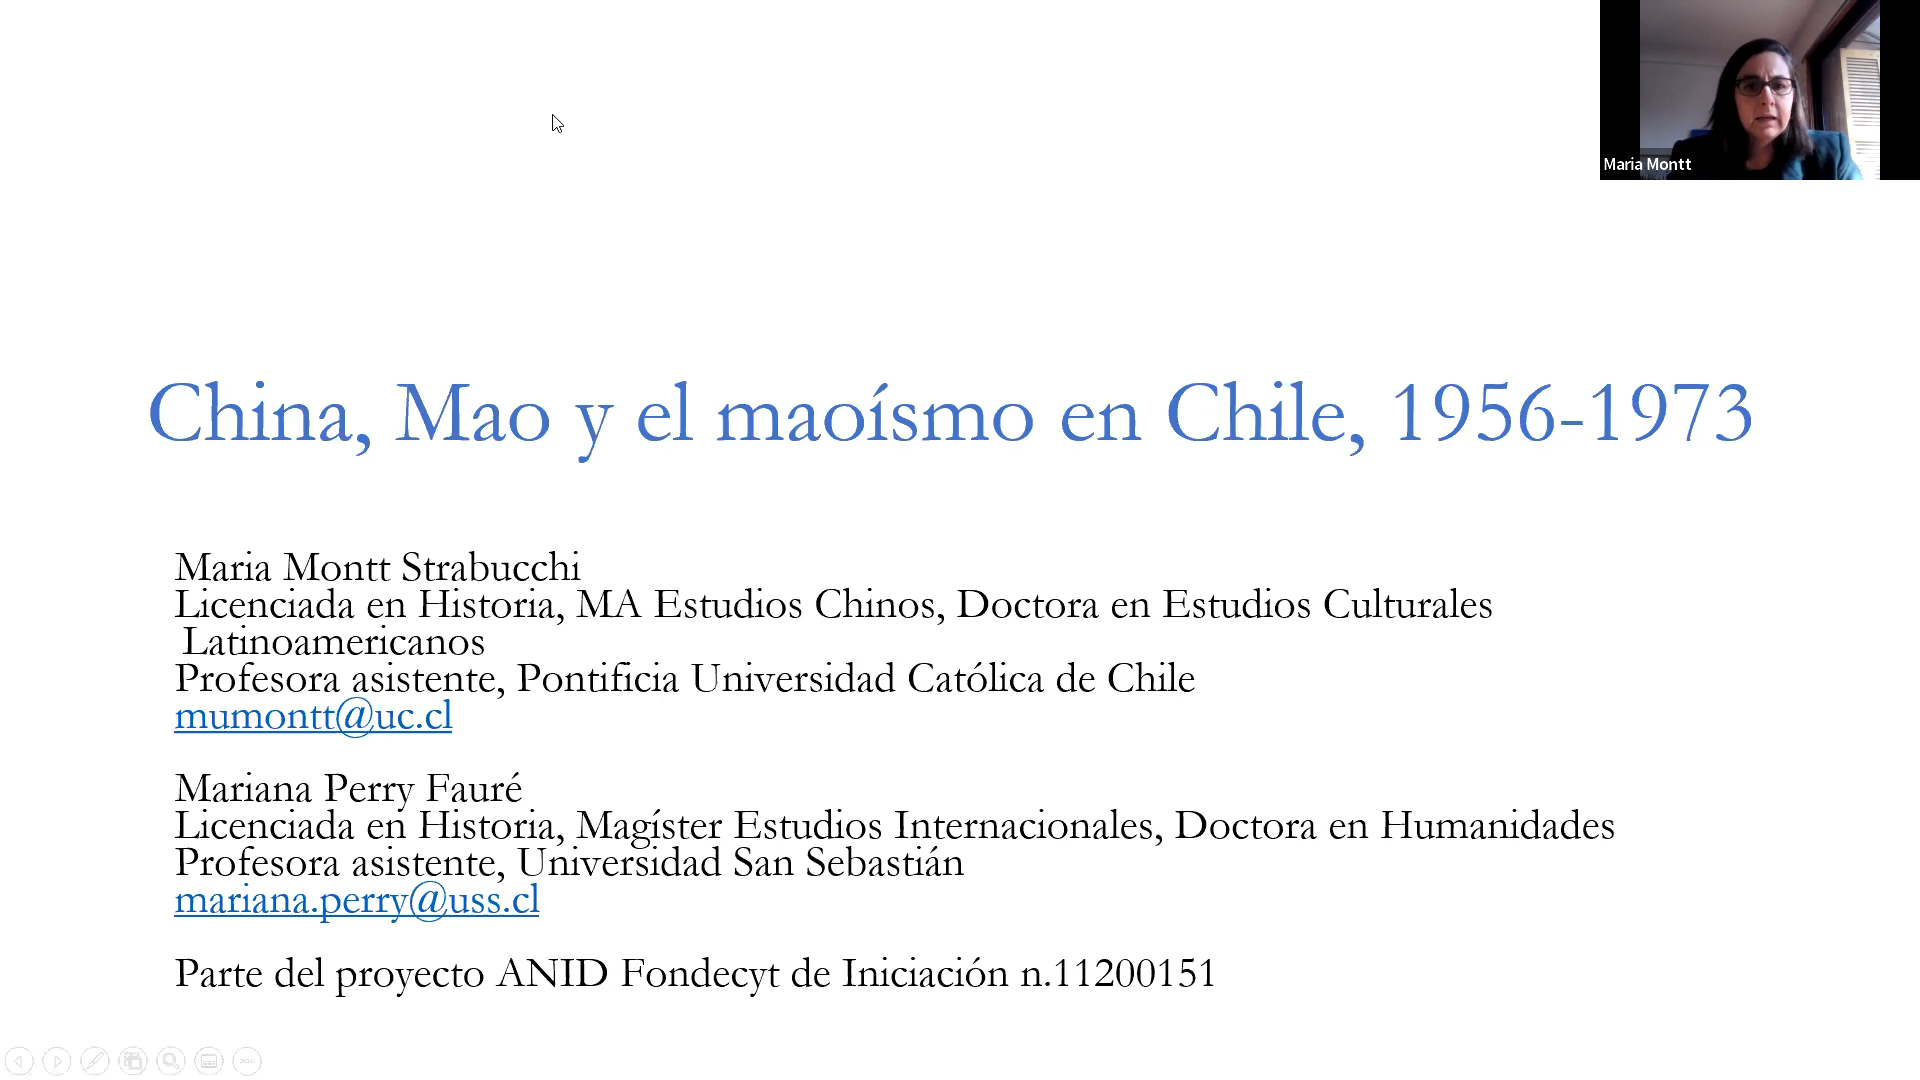 Maria Montt
China, Mao y el maoísmo en Chile, 1956-1973
Maria Montt Strabucchi
Licenciada en Historia, MA Estudios Chinos, Doctora en Estudios Culturales
Latinoamericanos
Profesora asistente, Pontificia Universidad Católica de Chile
mumontt@uc.cl
Mariana Perry Fauré
Licenciada en Historia, Magíster Estudios Internacionales, Doctora en Humanidades
Profesora asistente, Universidad San Sebastián
mariana.perry@uss.cl
Parte del proyecto ANID Fondecyt de Iniciación n.11200151